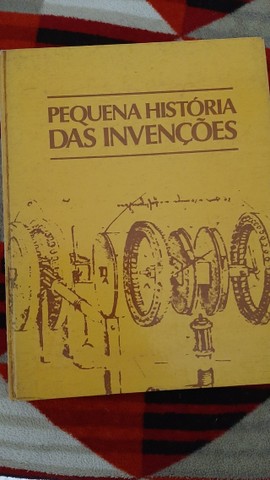 PEQUENA HISTÓRIA
DAS INVENÇÕES